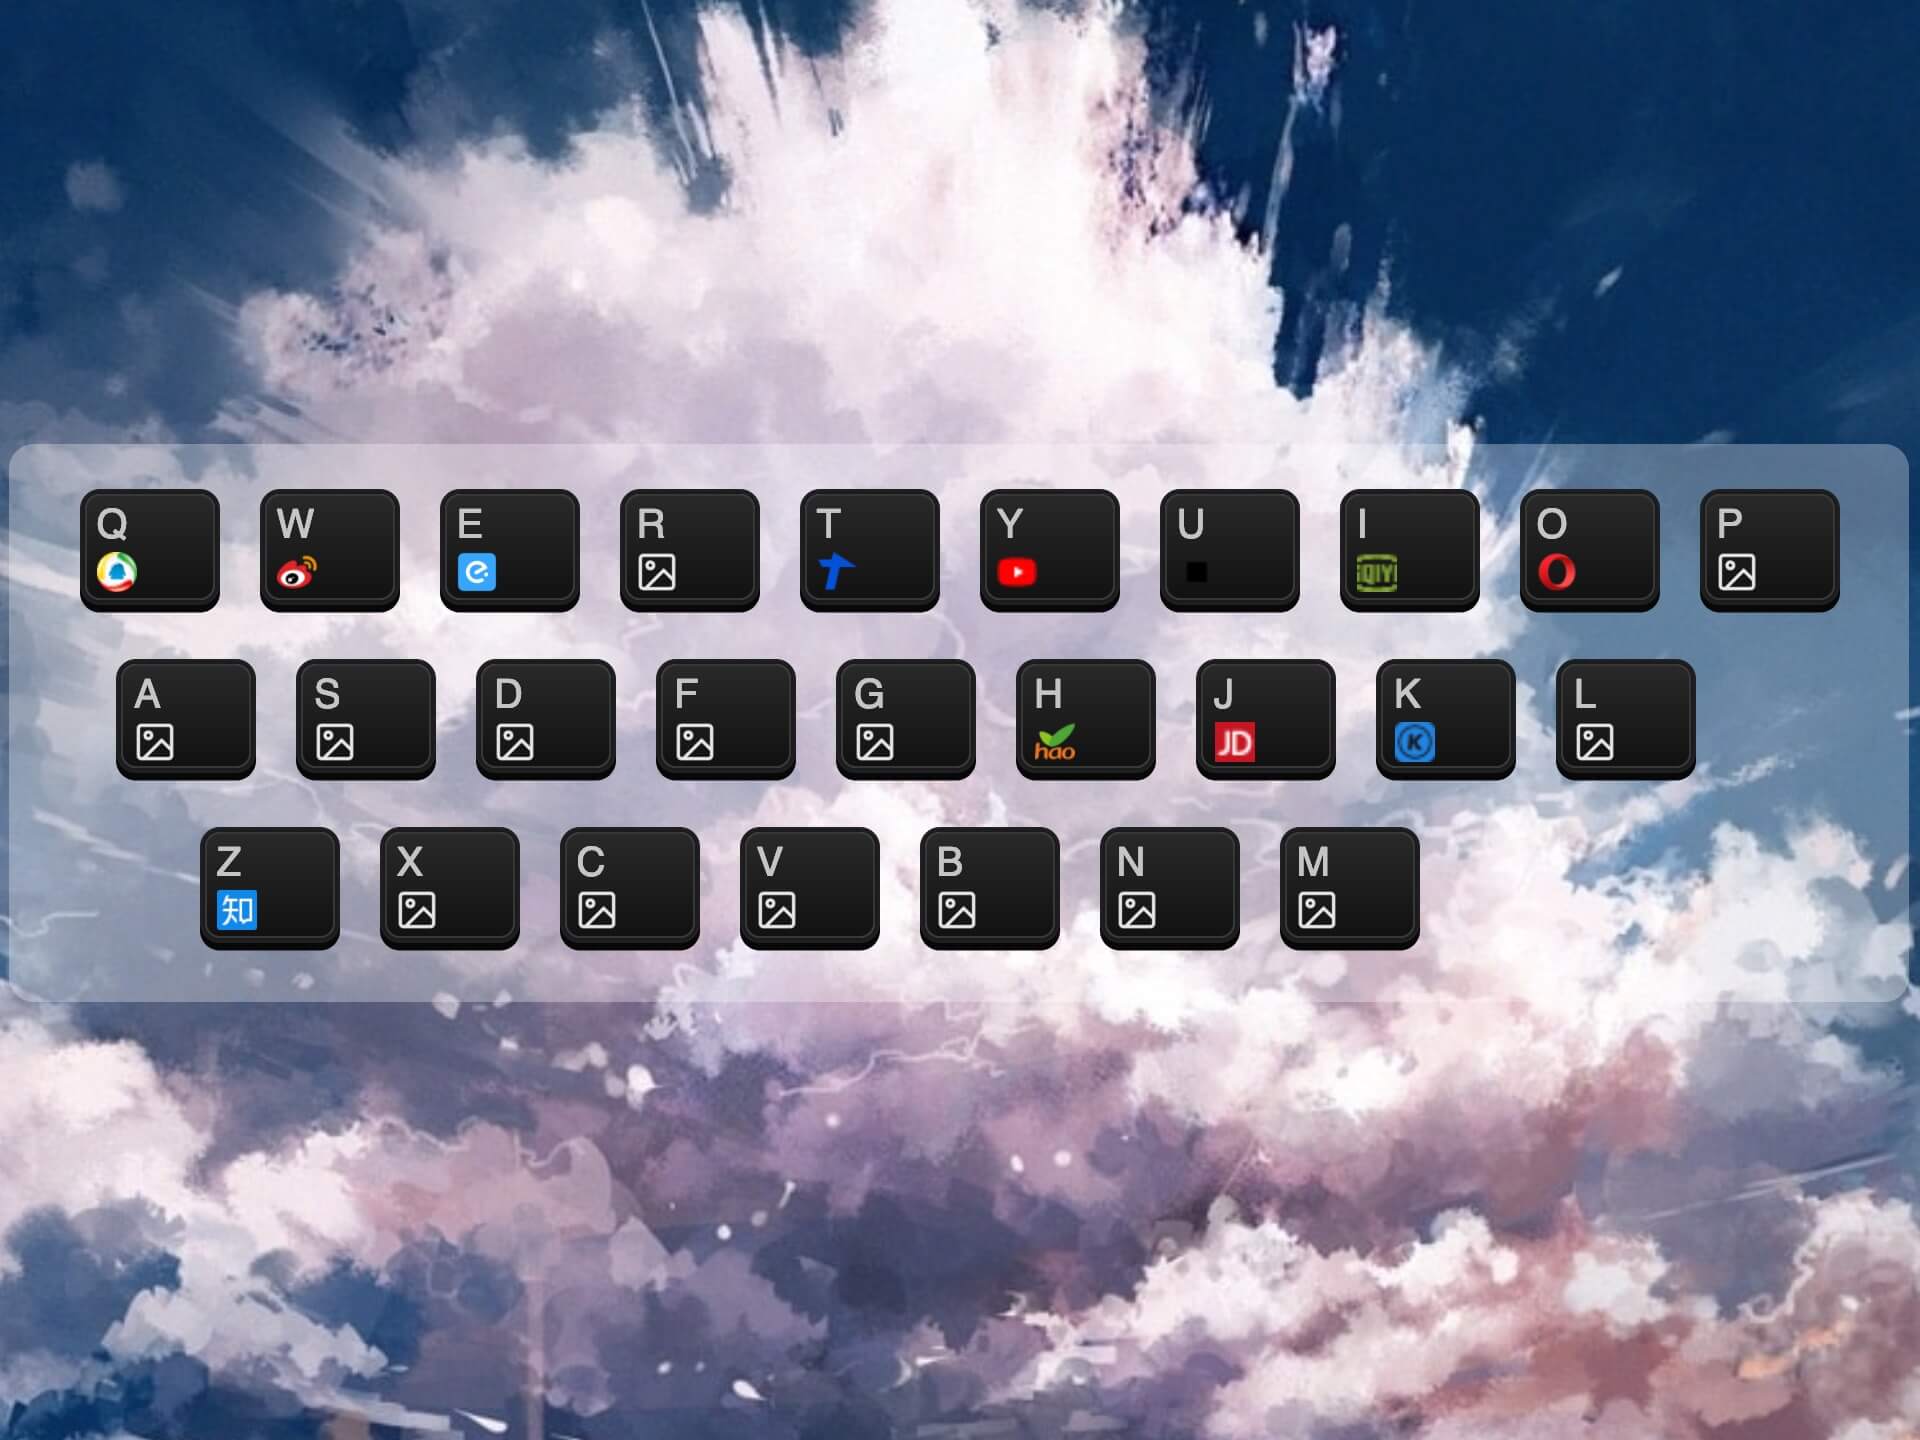 Q W E R T Y U I O P
iQIYI
A S D F G H J K L
hao JD K
Z X C V B N M
知